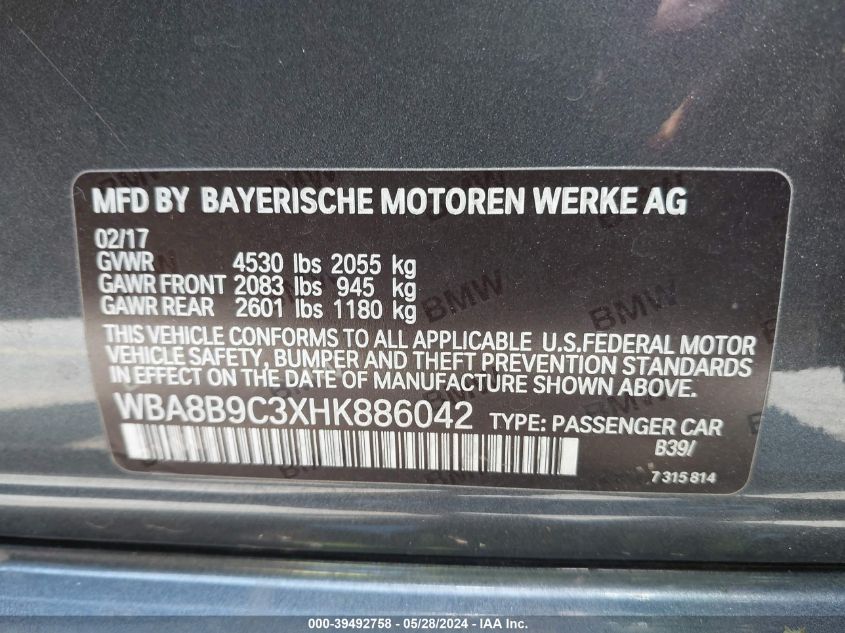 MFD BY BAYERISCHE MOTOREN WERKE AG
02/17
GVWR 4530 lbs 2055 kg
GAWR FRONT 2083 lbs 945 kg
GAWR REAR 2601 lbs 1180 kg
THIS VEHICLE CONFORMS TO ALL APPLICABLE U.S.FEDERAL MOTOR
VEHICLE SAFETY, BUMPER AND THEFT PREVENTION STANDARDS
IN EFFECT ON THE DATE OF MANUFACTURE SHOWN ABOVE.
WBA8B9C3XHK886042 TYPE: PASSENGER CAR
B39/
7 315 814
000-39492758 - 05/28/2024 - IAA Inc.